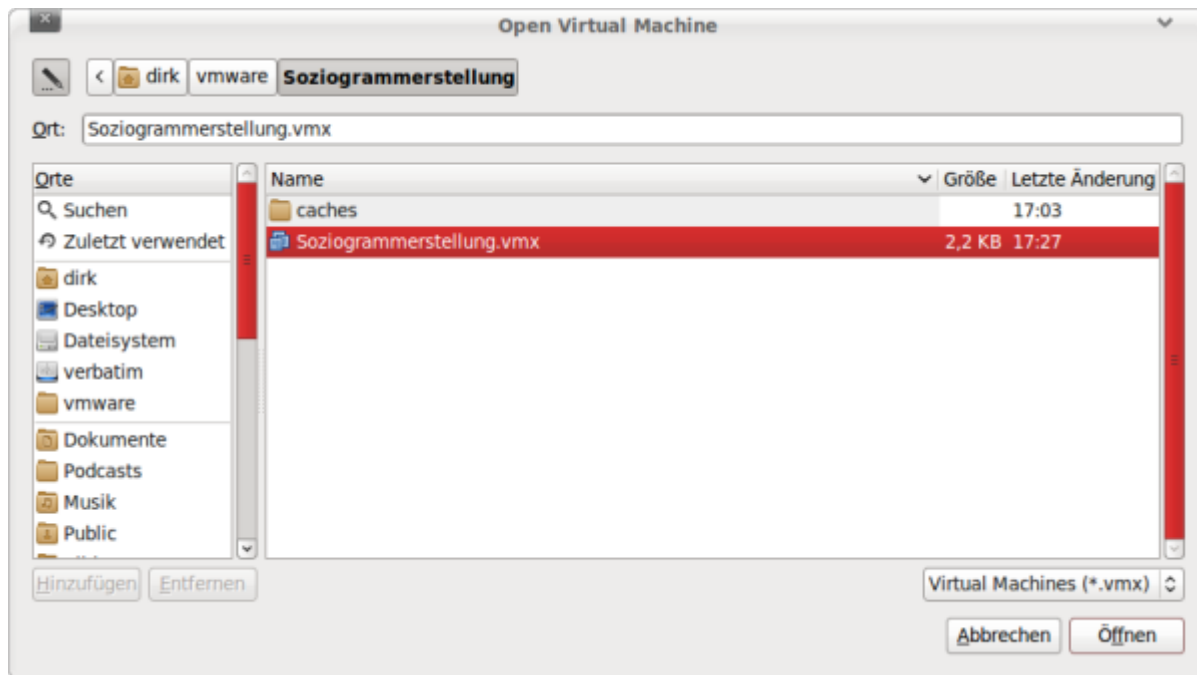 Open Virtual Machine
dirk vmware Soziogrammerstellung
Ort: Soziogrammerstellung.vmx
Orte
Suchen
Zuletzt verwendet
dirk
Desktop
Dateisystem
verbatim
vmware
Dokumente
Podcasts
Musik
Public
Name Größe Letzte Änderung
caches 17:03
Soziogrammerstellung.vmx 2,2 KB 17:27
Hinzufügen Entfernen
Virtual Machines (*.vmx)
Abbrechen Öffnen